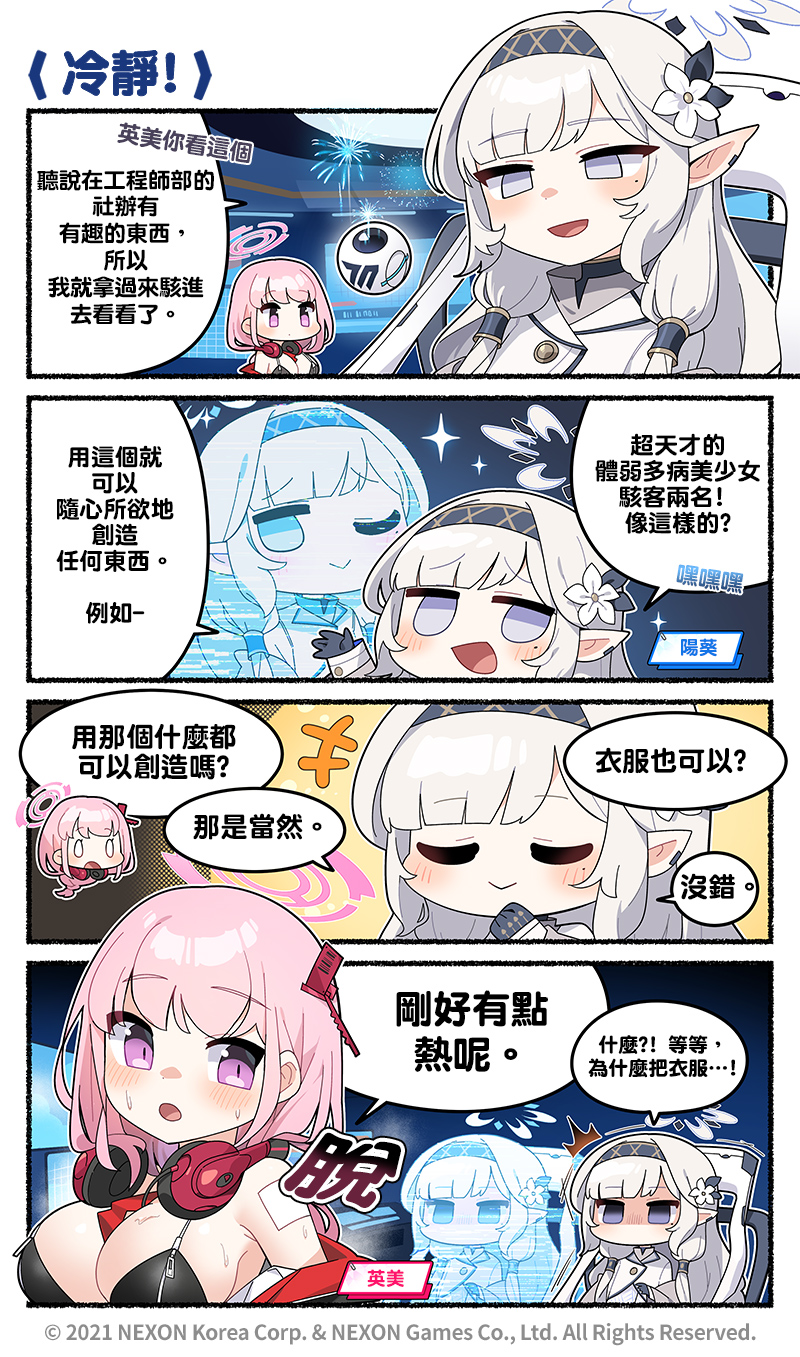 《冷靜!》
英美你看這個
聽說在工程師部的
社辦有
有趣的東西，
所以
我就拿過來駭進
去看看了。
用這個就
可以
隨心所欲地
創造
任何東西。
例如–
超天才的
體弱多病美少女
駭客兩名!
像這樣的?
嘿嘿嘿
陽葵
用那個什麼都
可以創造嗎?
那是當然。
衣服也可以?
沒錯。
剛好有點
熱呢。
什麼?! 等等，
為什麼把衣服…!
脫
英美
© 2021 NEXON Korea Corp. & NEXON Games Co., Ltd. All Rights Reserved.